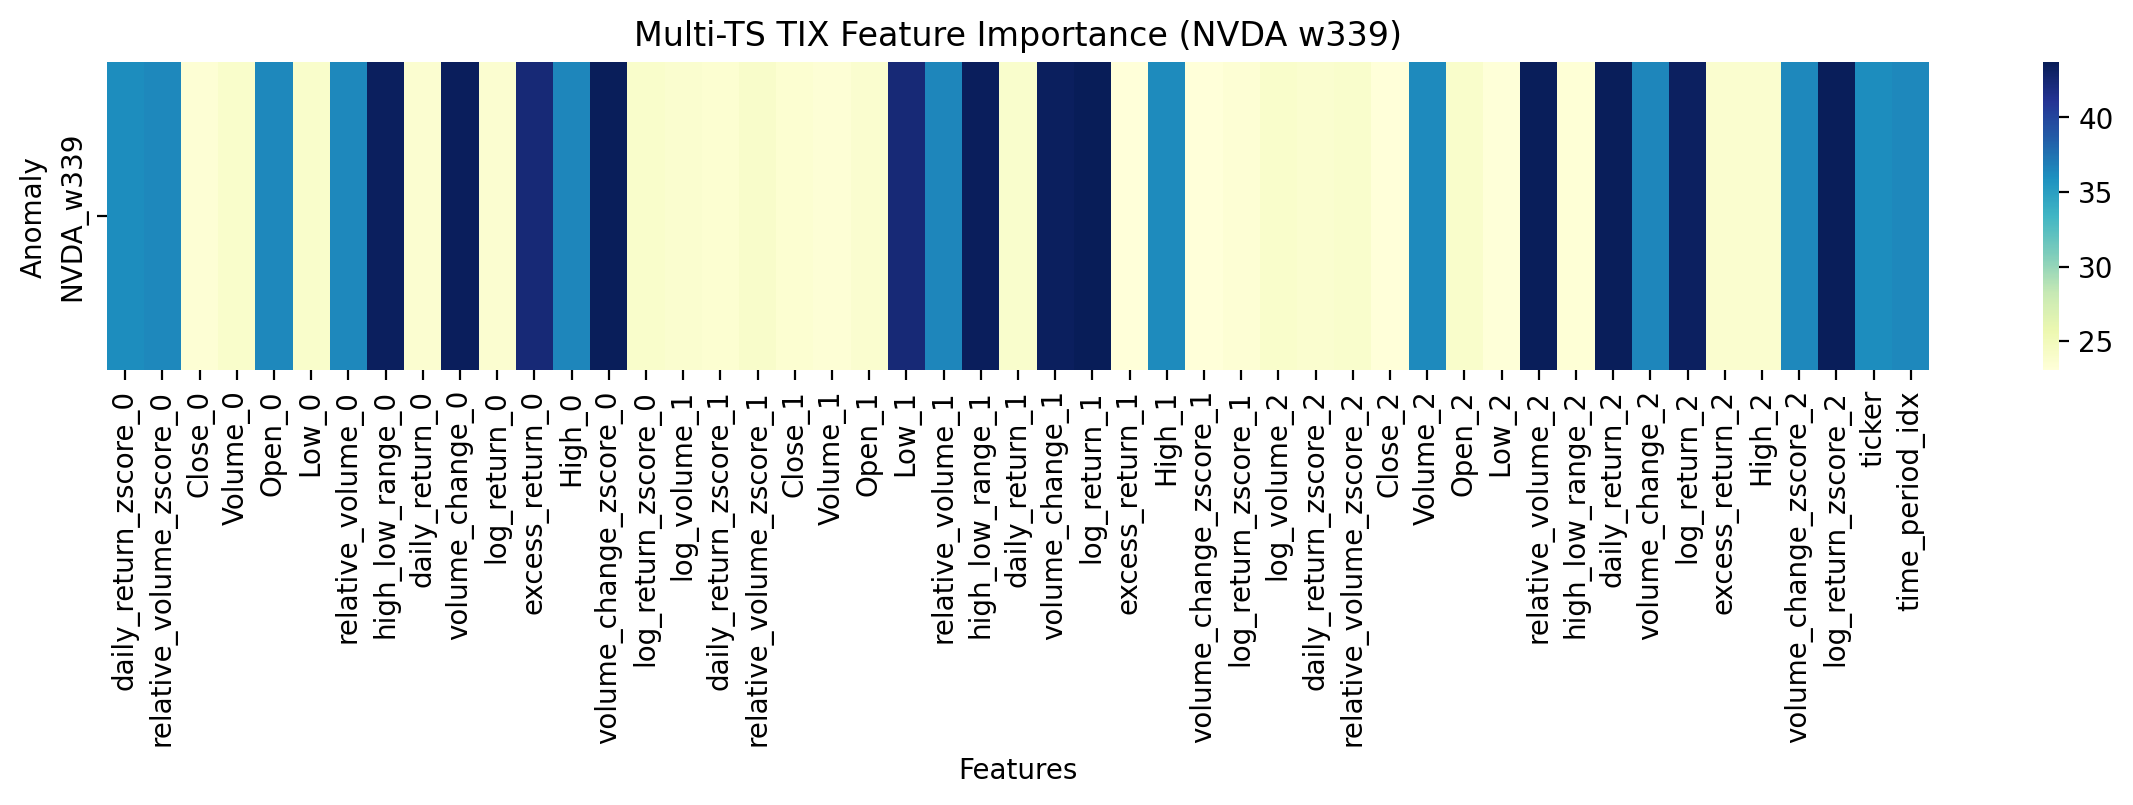 Multi-TS TIX Feature Importance (NVDA w339)
Anomaly
NVDA_w339
40
35
30
25
daily_return_zscore_0
relative_volume_zscore_0
Close_0
Volume_0
Open_0
Low_0
relative_volume_0
high_low_range_0
daily_return_0
volume_change_0
log_return_0
excess_return_0
High_0
volume_change_zscore_0
log_return_zscore_0
log_volume_1
daily_return_zscore_1
relative_volume_zscore_1
Close_1
Volume_1
Open_1
Low_1
relative_volume_1
high_low_range_1
daily_return_1
volume_change_1
log_return_1
excess_return_1
High_1
volume_change_zscore_1
log_return_zscore_1
log_volume_2
daily_return_zscore_2
relative_volume_zscore_2
Close_2
Volume_2
Open_2
Low_2
relative_volume_2
high_low_range_2
daily_return_2
volume_change_2
log_return_2
excess_return_2
High_2
volume_change_zscore_2
log_return_zscore_2
ticker
time_period_idx
Features